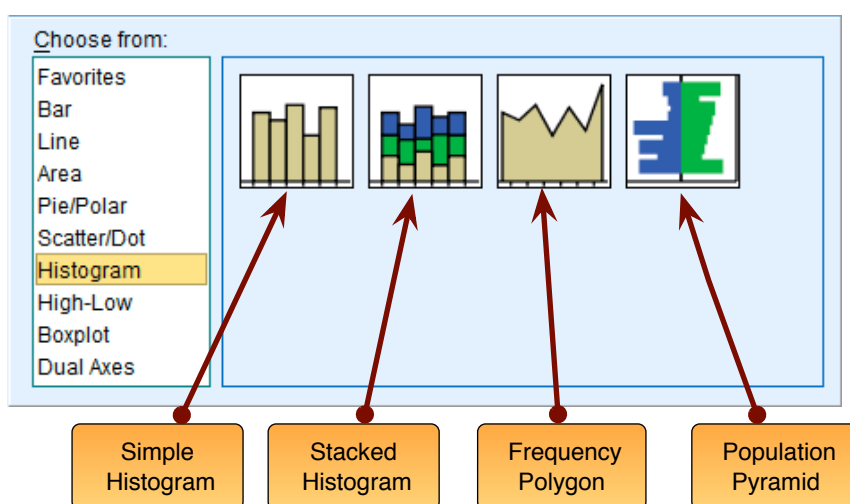 Choose from:
Favorites
Bar
Line
Area
Pie/Polar
Scatter/Dot
Histogram
High-Low
Boxplot
Dual Axes
Simple
Histogram
Stacked
Histogram
Frequency
Polygon
Population
Pyramid